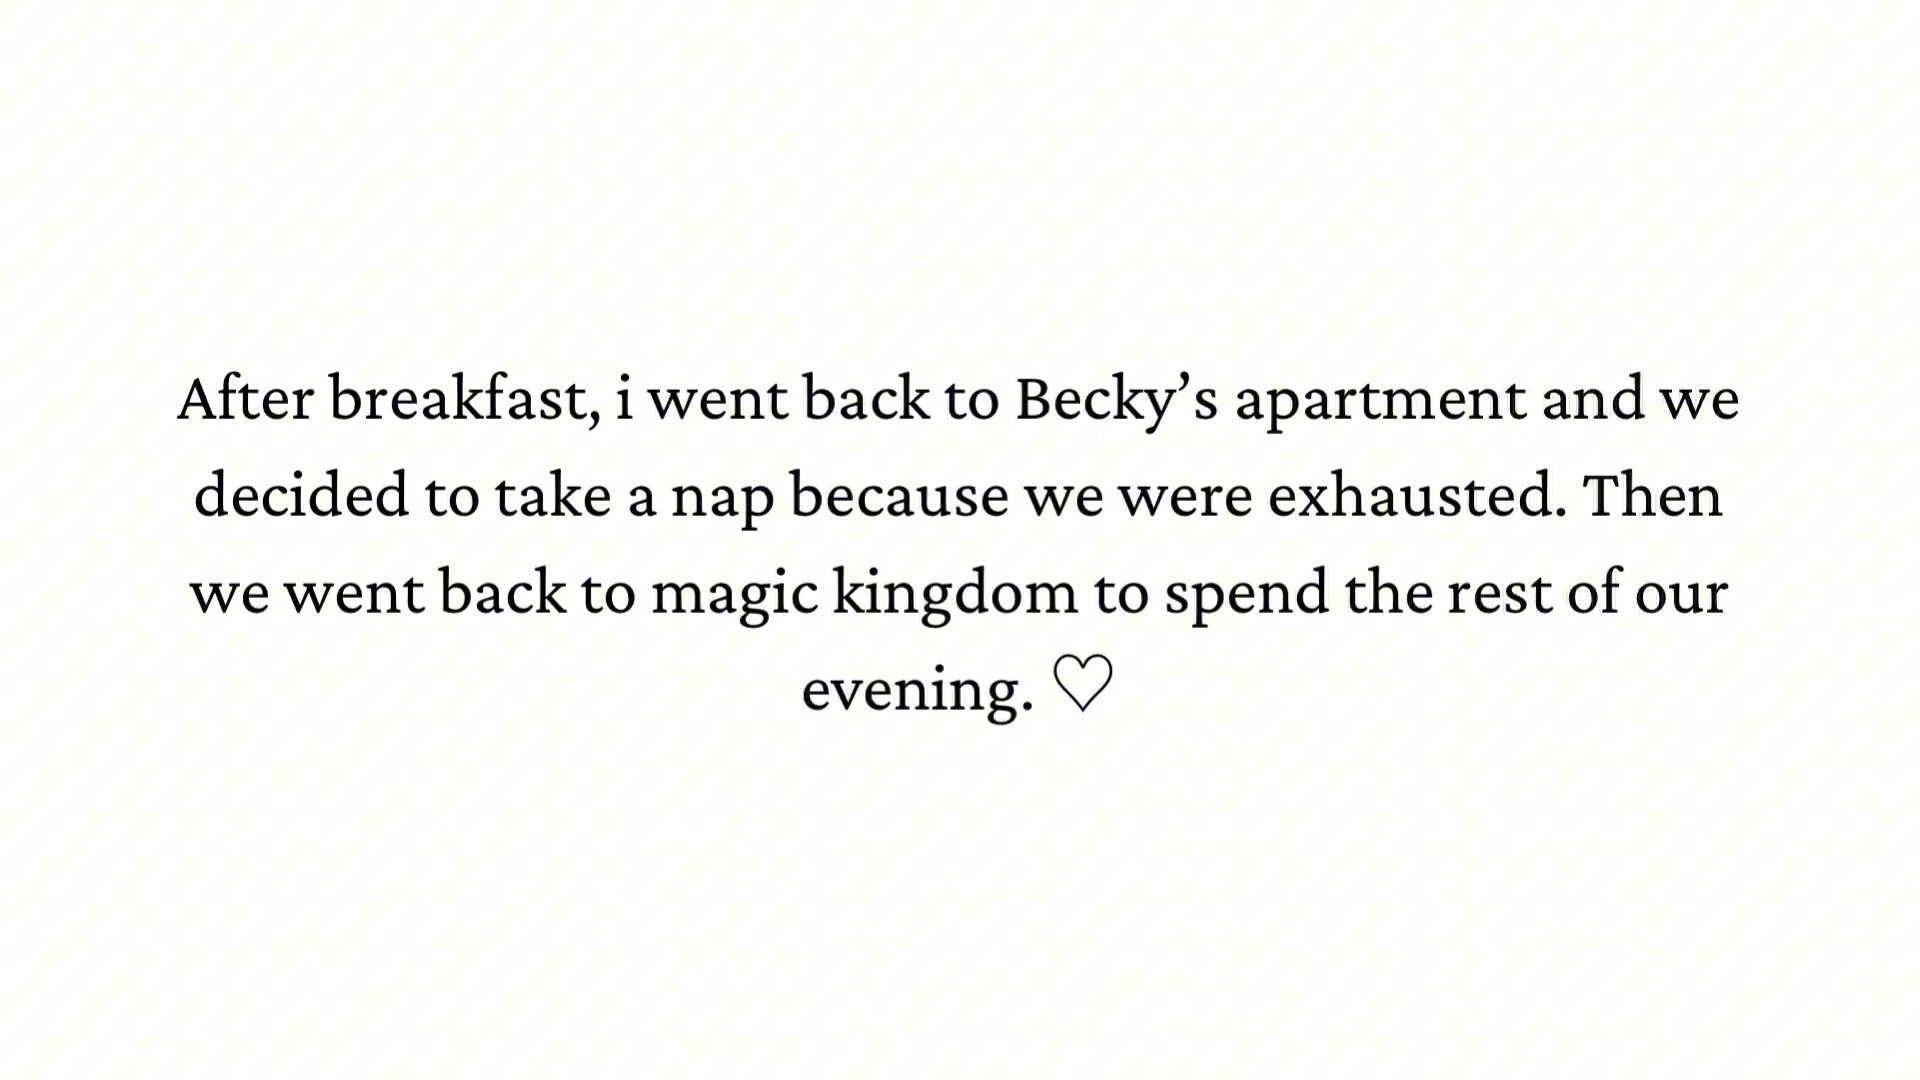 After breakfast, i went back to Becky’s apartment and we
decided to take a nap because we were exhausted. Then
we went back to magic kingdom to spend the rest of our
evening. ♡